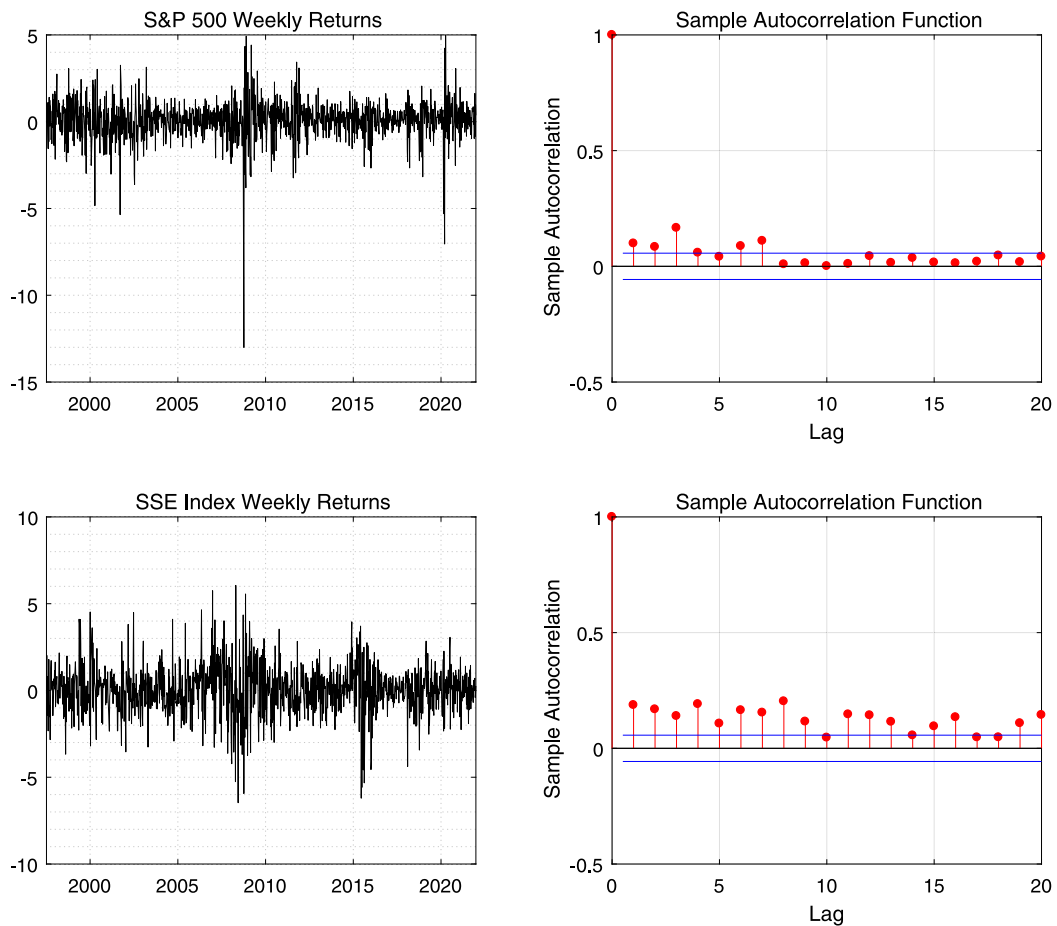 S&P 500 Weekly Returns
5
0
-5
-10
-15
2000 2005 2010 2015 2020
Sample Autocorrelation Function
1
0.5
0
-0.5
Sample Autocorrelation
0 5 10 15 20
Lag
SSE Index Weekly Returns
10
5
0
-5
-10
2000 2005 2010 2015 2020
Sample Autocorrelation Function
1
0.5
0
-0.5
Sample Autocorrelation
0 5 10 15 20
Lag